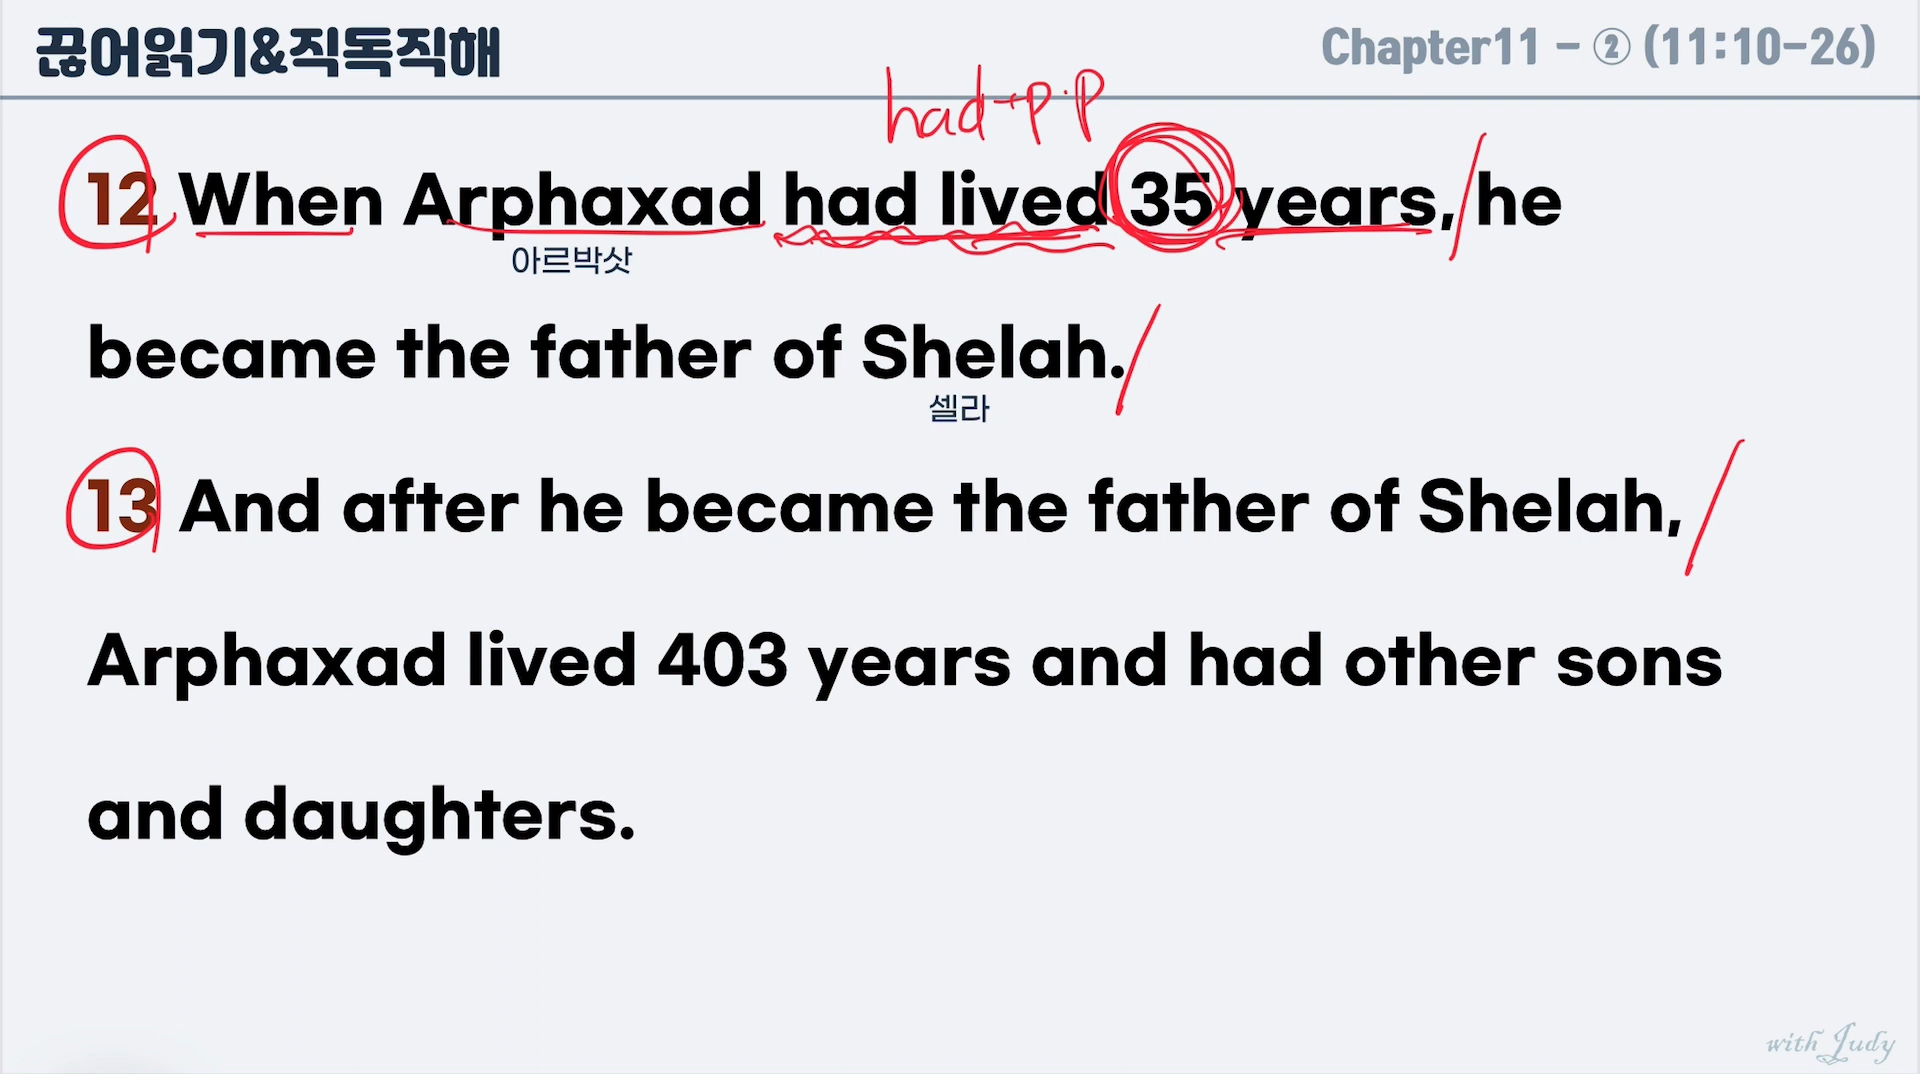 끊어읽기&직독직해
Chapter11 - ② (11:10-26)
had+p.p
12 When Arphaxad had lived 35 years, he
아르박삿
became the father of Shelah.
셀라
13 And after he became the father of Shelah,
Arphaxad lived 403 years and had other sons
and daughters.
with Judy